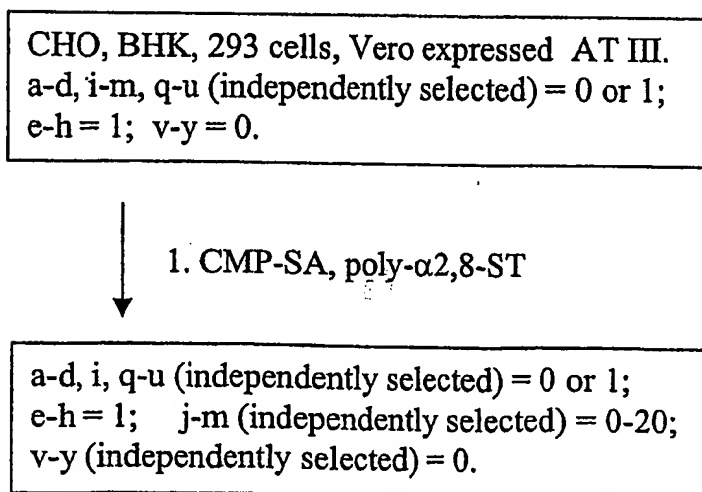 CHO, BHK, 293 cells, Vero expressed AT III.
a-d, i-m, q-u (independently selected) = 0 or 1;
e-h = 1; v-y = 0.
1. CMP-SA, poly-α2,8-ST
a-d, i, q-u (independently selected) = 0 or 1;
e-h = 1; j-m (independently selected) = 0-20;
v-y (independently selected) = 0.